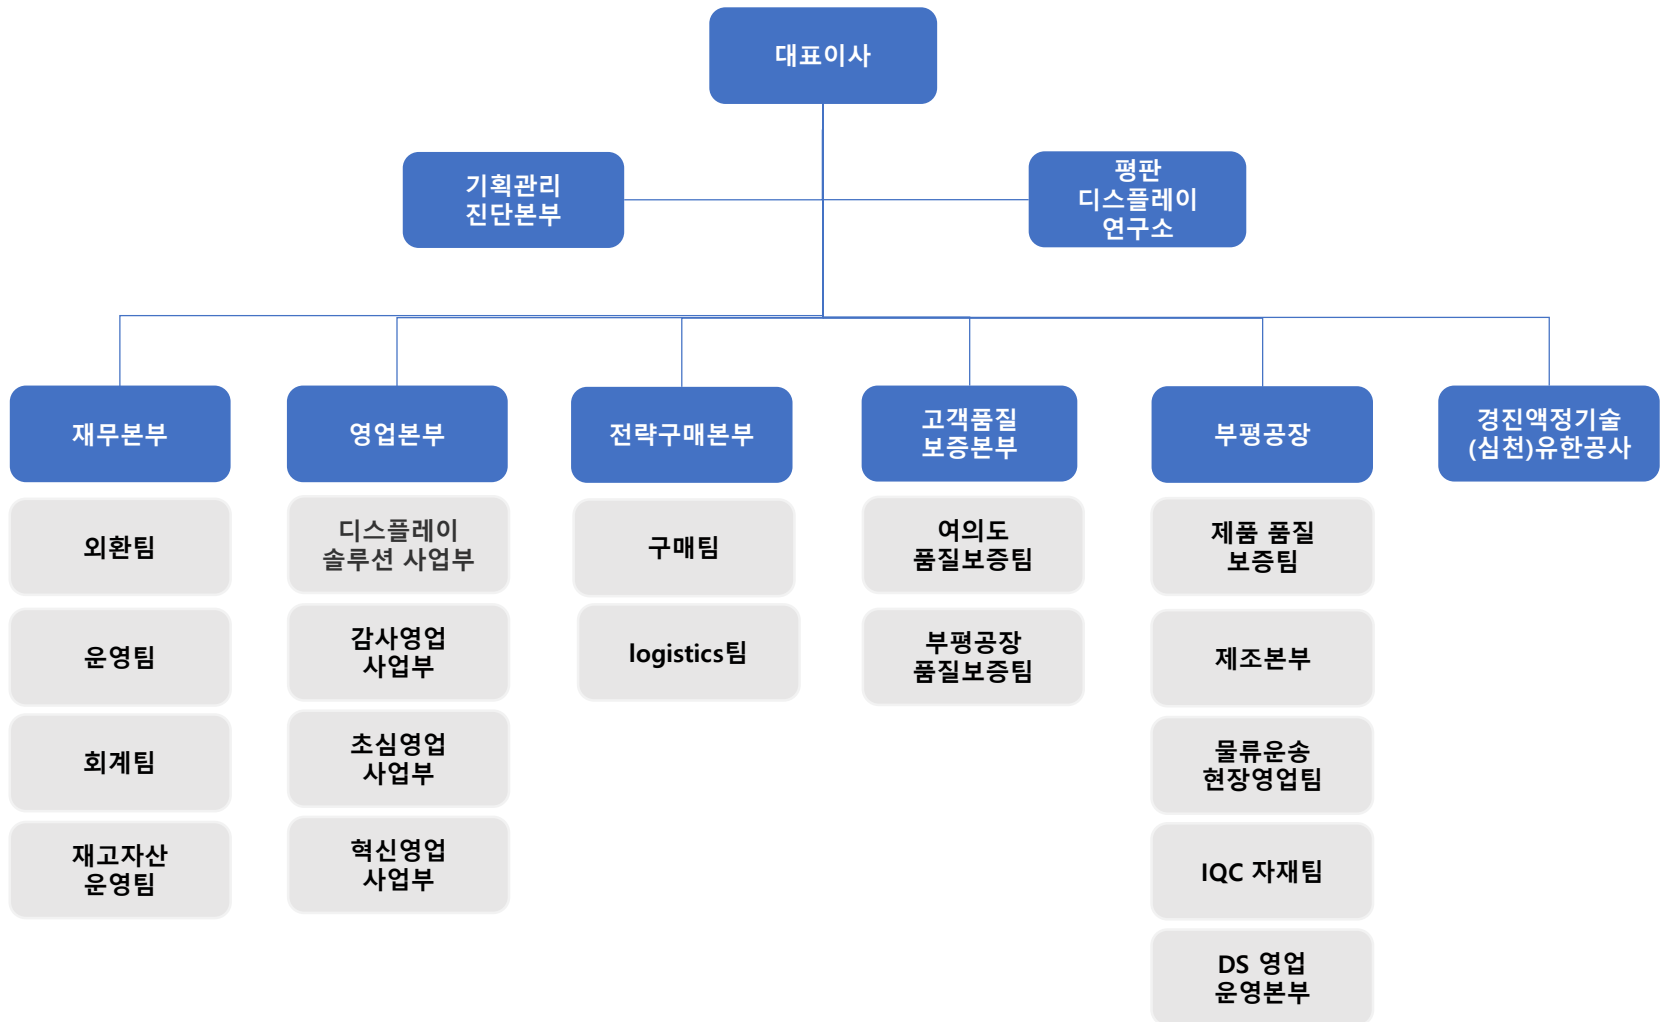 대표이사
기획관리
진단본부
평판
디스플레이
연구소
재무본부
영업본부
전략구매본부
고객품질
보증본부
부평공장
경진액정기술
(심천)유한공사
외환팀
운영팀
회계팀
재고자산
운영팀
디스플레이
솔루션 사업부
감사영업
사업부
초심영업
사업부
혁신영업
사업부
구매팀
logistics팀
여의도
품질보증팀
부평공장
품질보증팀
제품 품질
보증팀
제조본부
물류운송
현장영업팀
IQC 자재팀
DS 영업
운영본부